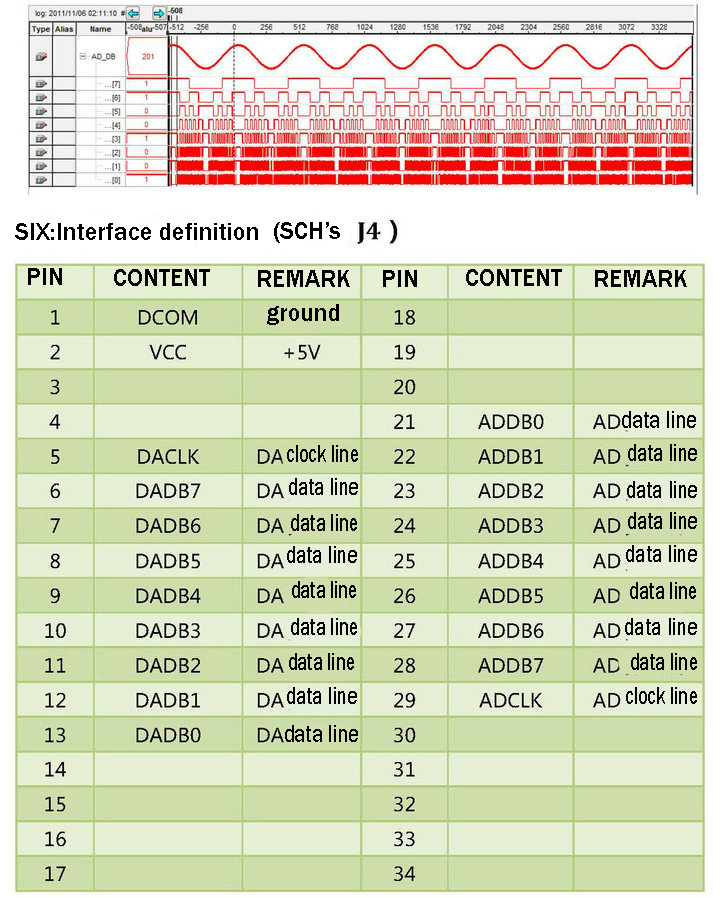 log: 2011/11/06 02:11:10 # -508
Type Alias Name -512 -256 0 256 512 768 1024 1280 1536 1792 2048 2304 2560 2816 3072 3328
AD_DB 201
...[7] 1
...[6] 1
...[5] 0
...[4] 0
...[3] 1
...[2] 0
...[1] 0
...[0] 1
SIX:Interface definition (SCH's J4 )
PIN CONTENT REMARK PIN CONTENT REMARK
1 DCOM ground 18
2 VCC +5V 19
3 20
4 21 ADDB0 AD data line
5 DACLK DA clock line 22 ADDB1 AD data line
6 DADB7 DA data line 23 ADDB2 AD data line
7 DADB6 DA data line 24 ADDB3 AD data line
8 DADB5 DA data line 25 ADDB4 AD data line
9 DADB4 DA data line 26 ADDB5 AD data line
10 DADB3 DA data line 27 ADDB6 AD data line
11 DADB2 DA data line 28 ADDB7 AD data line
12 DADB1 DA data line 29 ADCLK AD clock line
13 DADB0 DA data line 30
14 31
15 32
16 33
17 34